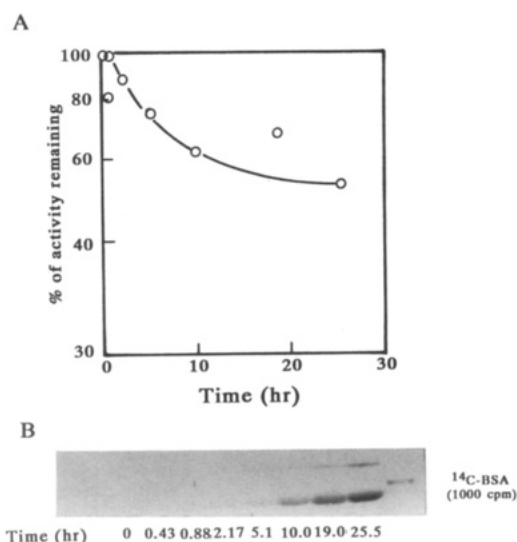 A
% of activity remaining
100
80
60
40
30
0 10 20 30
Time (hr)
B
14C-BSA
(1000 cpm)
Time (hr) 0 0.43 0.88 2.17 5.1 10.0 19.0 25.5